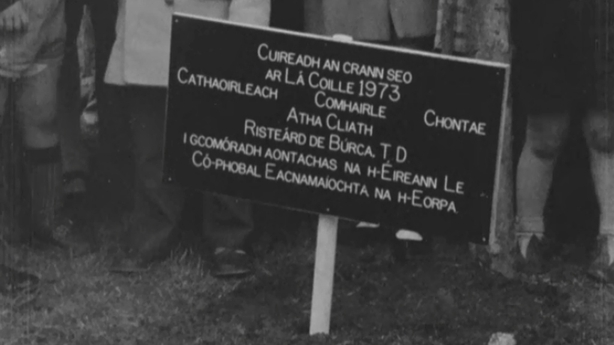 Cuireadh an crann seo
ar Lá Coille 1973
Cathaoirleach Comhairle Chontae
Atha Cliath
Risteárd de Búrca, T.D
i gcomóradh aontachas na h-Éireann Le
Có-phobal Eacnamaíochta na h-Eorpa.